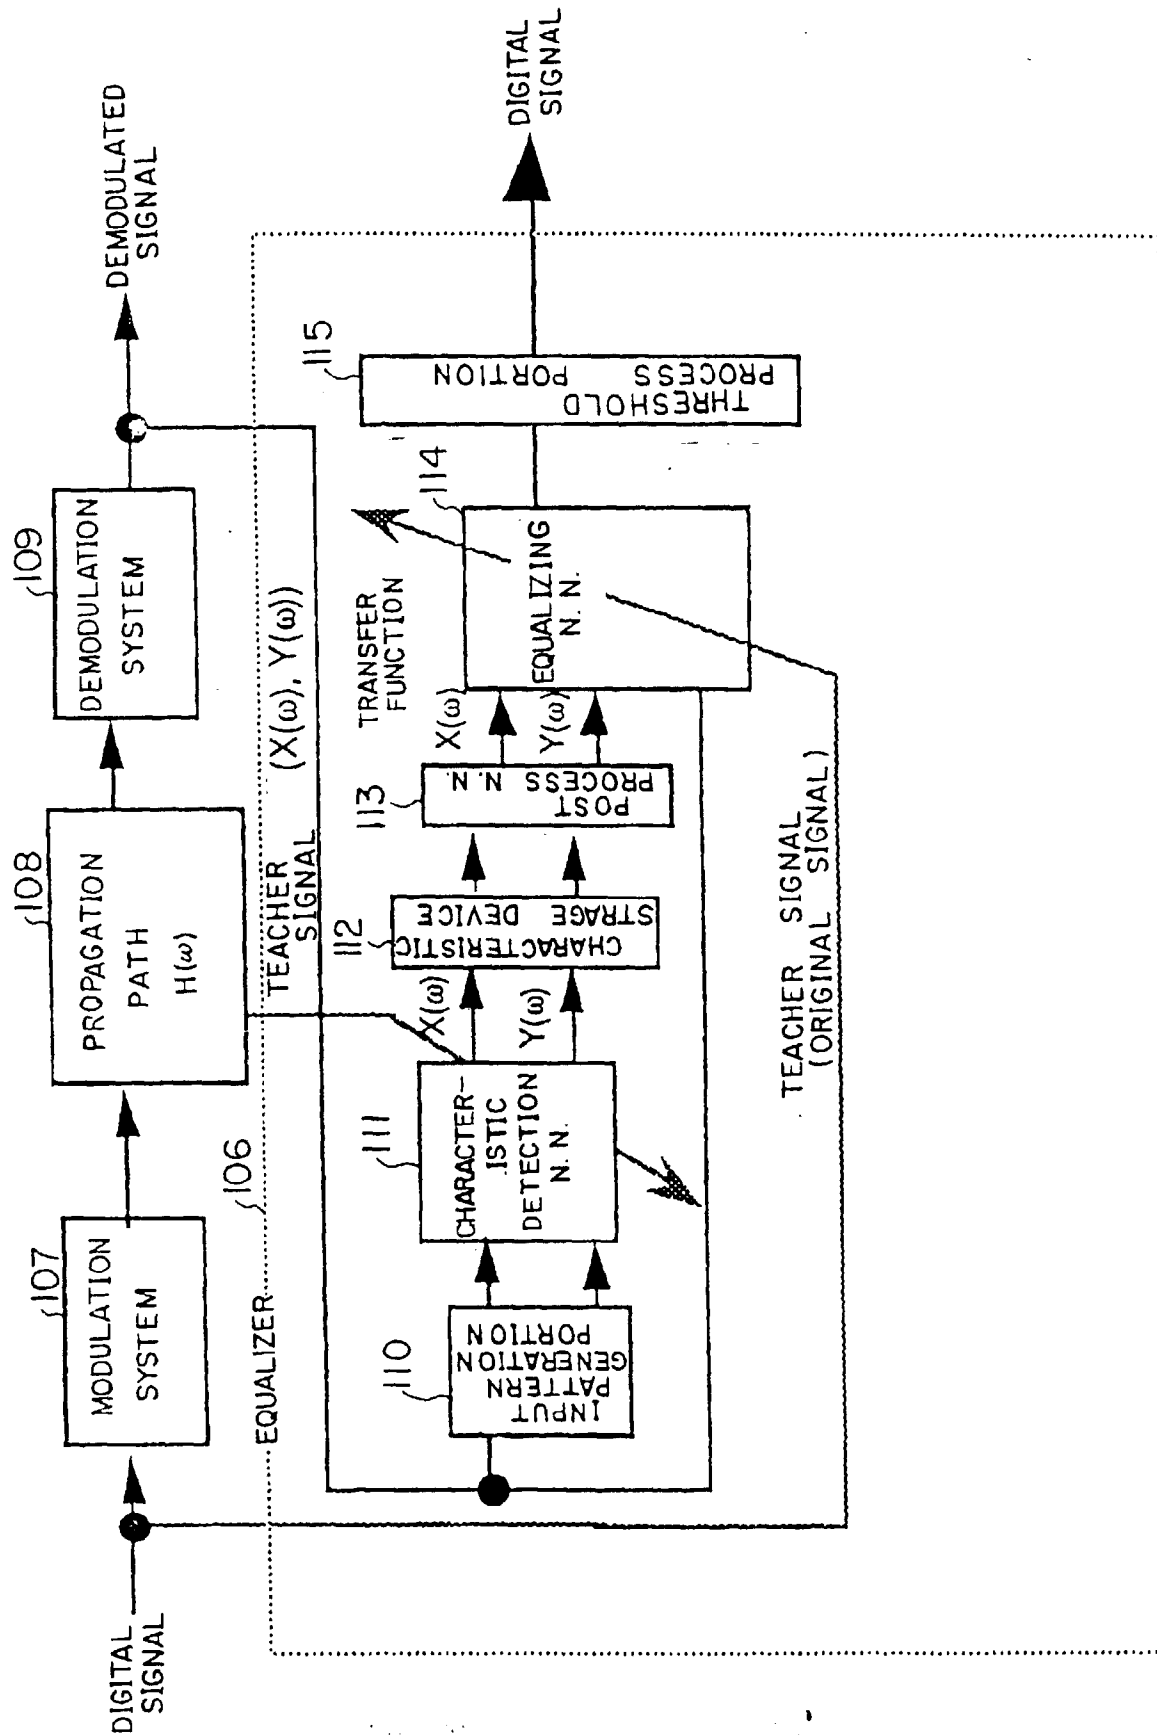 DIGITAL
SIGNAL
107
MODULATION
SYSTEM
108
PROPAGATION
PATH
H(ω)
109
DEMODULATION
SYSTEM
DEMODULATED
SIGNAL
EQUALIZER
106
TEACHER
SIGNAL
(X(ω), Y(ω))
110
INPUT
PATTERN
GENERATION
PORTION
111
CHARACTER-
ISTIC
DETECTION
N. N.
X(ω)
Y(ω)
112
CHARACTERISTIC
STRAGE DEVICE
113
POST
PROCESS N. N.
TRANSFER
FUNCTION
X(ω)
Y(ω)
114
EQUALIZING
N. N.
115
THRESHOLD
PROCESS PORTION
DIGITAL
SIGNAL
TEACHER SIGNAL
(ORIGINAL SIGNAL)